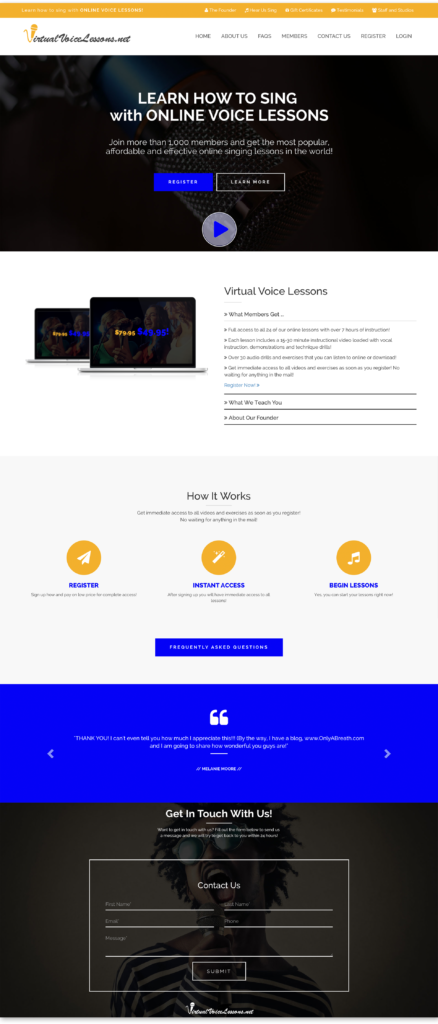 Learn how to sing with ONLINE VOICE LESSONS!
The Founder Hear Us Sing Gift Certificates Testimonials Staff and Studios
VirtualVoiceLessons.net
HOME ABOUT US FAQS MEMBERS CONTACT US REGISTER LOGIN
LEARN HOW TO SING
with ONLINE VOICE LESSONS
Join more than 1,000 members and get the most popular,
affordable and effective online singing lessons in the world!
REGISTER LEARN MORE
$79.95 $49.95!
$79.95 $49.95!
Virtual Voice Lessons
» What Members Get ...
» Full access to all 24 of our online lessons with over 7 hours of instruction!
» Each lesson includes a 15-30 minute instructional video loaded with vocal
instruction, demonstrations and technique drills!
» Over 30 audio drills and exercises that you can listen to online or download!
» Get immediate access to all videos and exercises as soon as you register! No
waiting for anything in the mail!
Register Now! »
» What We Teach You
» About Our Founder
How It Works
Get immediate access to all videos and exercises as soon as you register!
No waiting for anything in the mail!
REGISTER
Sign up now and pay on low price for complete access!
INSTANT ACCESS
After signing up you will have immediate access to all
lessons!
BEGIN LESSONS
Yes, you can start your lessons right now!
FREQUENTLY ASKED QUESTIONS
"THANK YOU! I can't even tell you how much I appreciate this!!! (By the way, I have a blog, www.OnlyABreath.com
and I am going to share how wonderful you guys are!"
// MELANIE MOORE //
Get In Touch With Us!
Want to get in touch with us? Fill out the form below to send us
a message and we will try to get back to you within 24 hours!
Contact Us
First Name* Last Name*
Email* Phone
Message*
SUBMIT
VirtualVoiceLessons.net